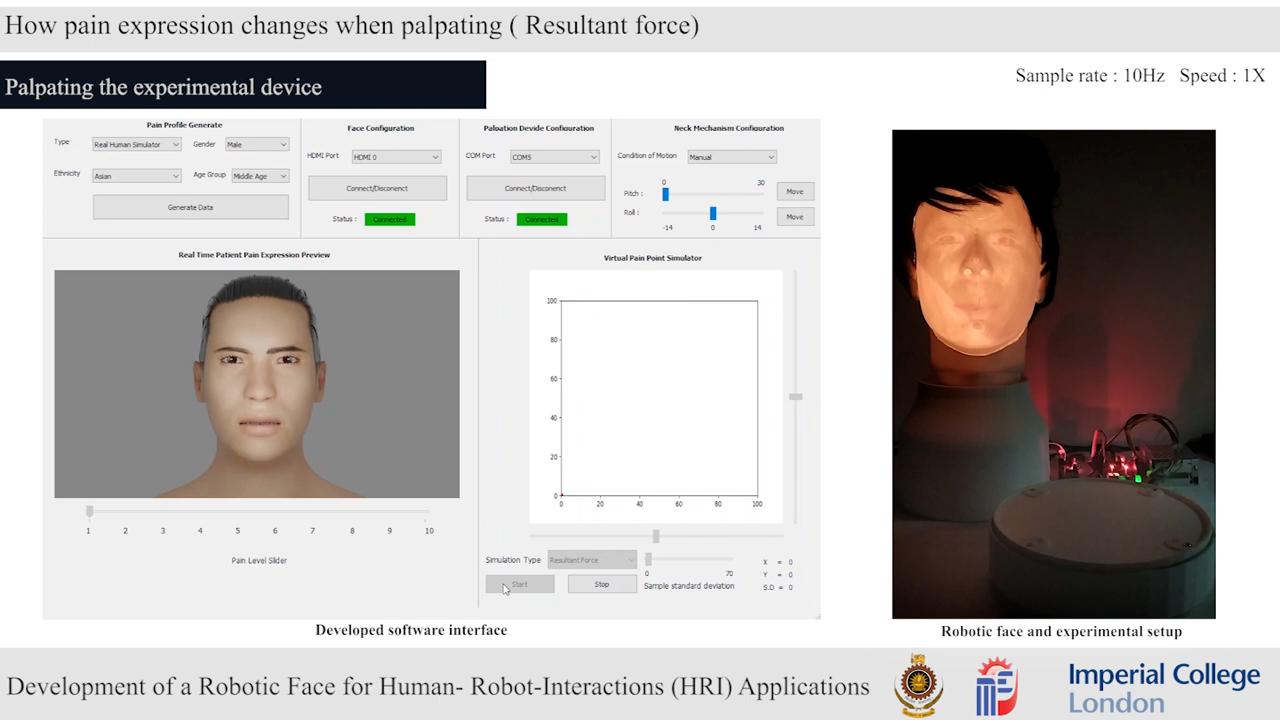 How pain expression changes when palpating ( Resultant force)
Palpating the experimental device
Sample rate : 10Hz Speed : 1X
Pain Profile Generate
Type
Real Human Simulator
Gender
Male
Ethnicity
Asian
Age Group
Middle Age
Generate Data
Face Configuration
HDMI Port
HDMI 0
Connect/Disconenct
Status :
Connected
Paloation Devide Configuration
COM Port
COM5
Connect/Disconenct
Status :
Connected
Neck Mechanism Configuration
Condition of Motion
Manual
0 30
Pitch :
Move
Roll :
Move
-14 0 14
Real Time Patient Pain Expression Preview
1 2 3 4 5 6 7 8 9 10
Pain Level Slider
Virtual Pain Point Simulator
100
80
60
40
20
0
0 20 40 60 80 100
Simulation Type
Resultant Force
0 70
Sample standard deviation
Start
Stop
X = 0
Y = 0
S.D = 0
Developed software interface
Robotic face and experimental setup
Development of a Robotic Face for Human- Robot-Interactions (HRI) Applications
Imperial College
London